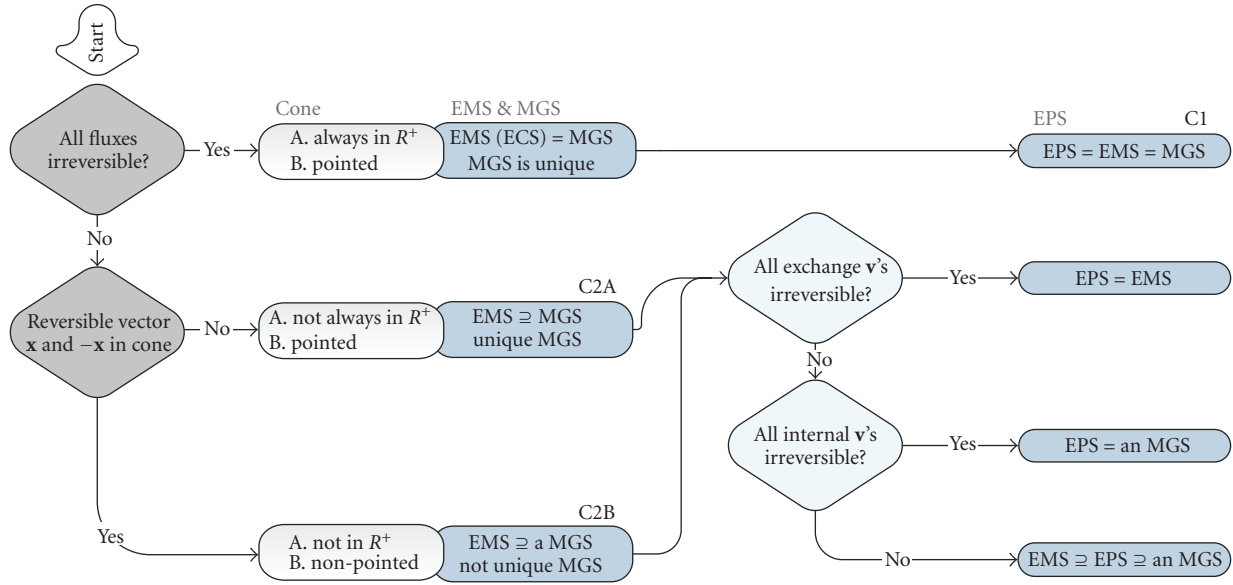 Start
All fluxes
irreversible?
Yes
Cone
A. always in R⁺
B. pointed
EMS & MGS
EMS (ECS) = MGS
MGS is unique
EPS
C1
EPS = EMS = MGS
No
Reversible vector
x and −x in cone
No
A. not always in R⁺
B. pointed
C2A
EMS ⊇ MGS
unique MGS
All exchange v's
irreversible?
Yes
EPS = EMS
No
All internal v's
irreversible?
Yes
EPS = an MGS
Yes
A. not in R⁺
B. non-pointed
C2B
EMS ⊇ a MGS
not unique MGS
No
EMS ⊇ EPS ⊇ an MGS